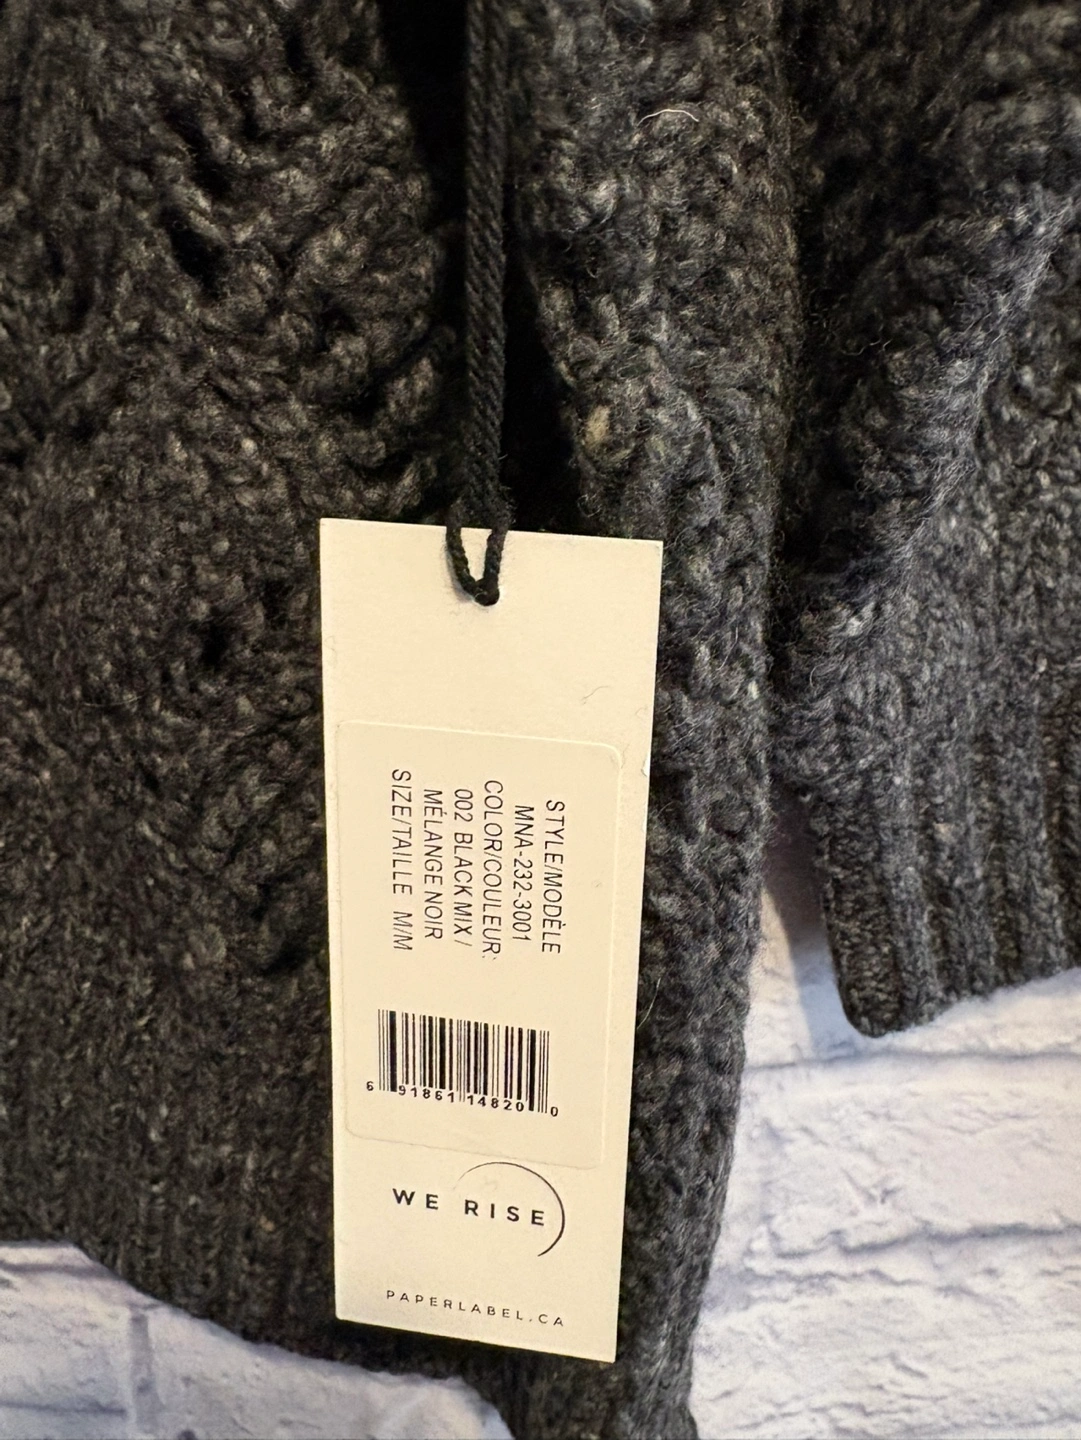 STYLE/MODÈLE
MNA-232-3001
COLOR/COULEUR:
002 BLACK MIX /
MÉLANGE NOIR
SIZE/TAILLE M/M
6 91861 14820 0
WE RISE
PAPERLABEL.CA